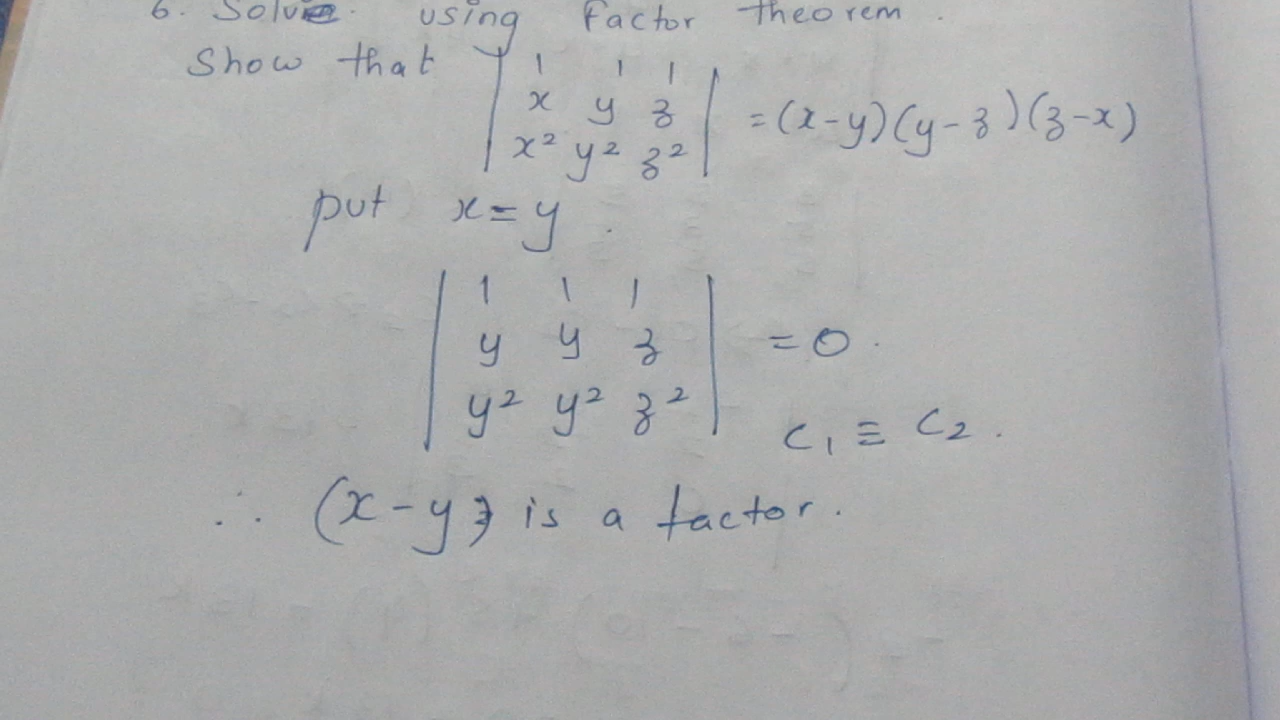 6. Solve using Factor theorem.
Show that | 1 1 1 |
| x y z | = (x-y)(y-z)(z-x)
| x² y² z² |
put x=y.
| 1 1 1 |
| y y z | = 0.
| y² y² z² | C₁ ≡ C₂.
∴ (x-y) is a factor.